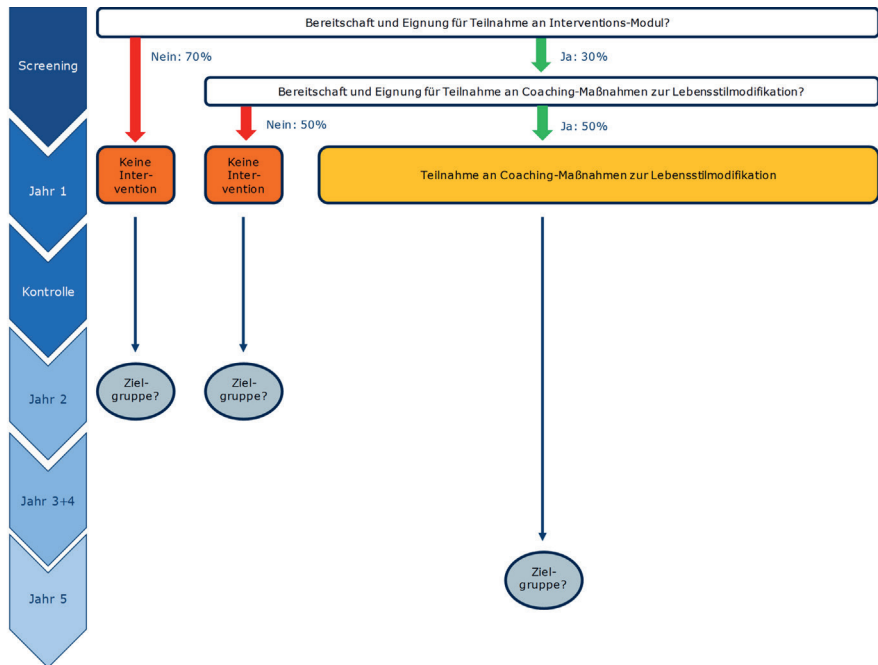 Bereitschaft und Eignung für Teilnahme an Interventions-Modul?
Screening
Nein: 70%
Ja: 30%
Bereitschaft und Eignung für Teilnahme an Coaching-Maßnahmen zur Lebensstilmodifikation?
Nein: 50%
Ja: 50%
Jahr 1
Keine
Inter-
vention
Keine
Inter-
vention
Teilnahme an Coaching-Maßnahmen zur Lebensstilmodifikation
Kontrolle
Jahr 2
Ziel-
gruppe?
Ziel-
gruppe?
Jahr 3+4
Jahr 5
Ziel-
gruppe?